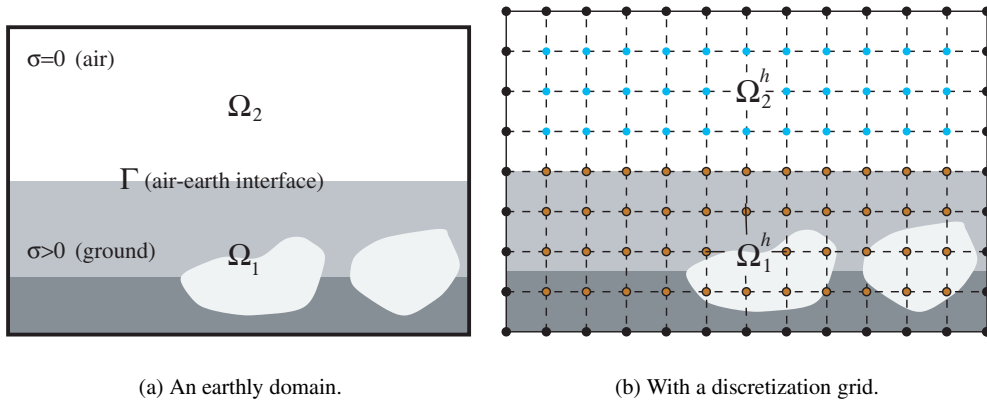 σ=0 (air)
Ω₂
Γ (air-earth interface)
σ>0 (ground)
Ω₁
(a) An earthly domain.
Ω₂ʰ
Ω₁ʰ
(b) With a discretization grid.